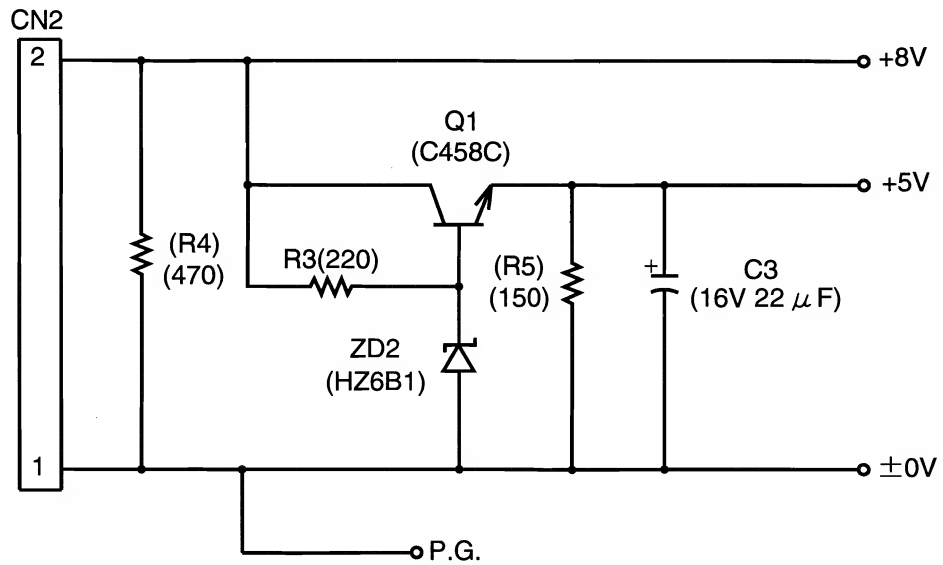 CN2
2
+8V
Q1
(C458C)
+5V
(R4)
(470)
R3(220)
(R5)
(150)
+
C3
(16V 22 μF)
ZD2
(HZ6B1)
1
±0V
P.G.